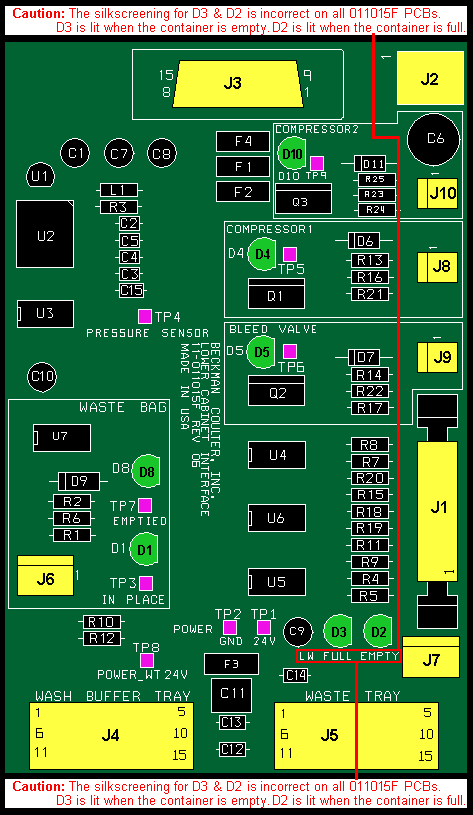 Caution: The silkscreening for D3 & D2 is incorrect on all 011015F PCBs.
D3 is lit when the container is empty. D2 is lit when the container is full.
15 9
8 1
J3
1
J2
COMPRESSOR2
D10
D10 TP9
Q3
D11
R25
R23
R24
C6
1
J10
F4
F1
F2
C1 C7 C8
U1
L1
R3
U2
C2
C5
C4
C3
C15
U3
TP4
PRESSURE SENSOR
COMPRESSOR1
D4 D4
TP5
Q1
D6
R13
R16
R21
1
J8
BLEED VALVE
D5 D5
TP6
Q2
D7
R14
R22
R17
1
J9
C10
BECKMAN COULTER, INC.
LOWER CABINET INTERFACE
11-011015F REV 06
MADE IN USA
WASTE BAG
U7
D8 D8
D9
R2
R6
R1
TP7
EMPTIED
D1 D1
J6
1
TP3
IN PLACE
U4
U6
U5
R8
R7
R20
R15
R18
R19
R11
R9
R4
R5
J1
R10
R12
POWER
TP2 TP1
GND 24V
C9
D3 D2
LW FULL EMPTY
J7
TP8
POWER_WT 24V
F3
C11
C14
C13
C12
WASH BUFFER TRAY
1 5
6 10
11 15
J4
WASTE TRAY
1 5
6 10
11 15
J5
Caution: The silkscreening for D3 & D2 is incorrect on all 011015F PCBs.
D3 is lit when the container is empty. D2 is lit when the container is full.